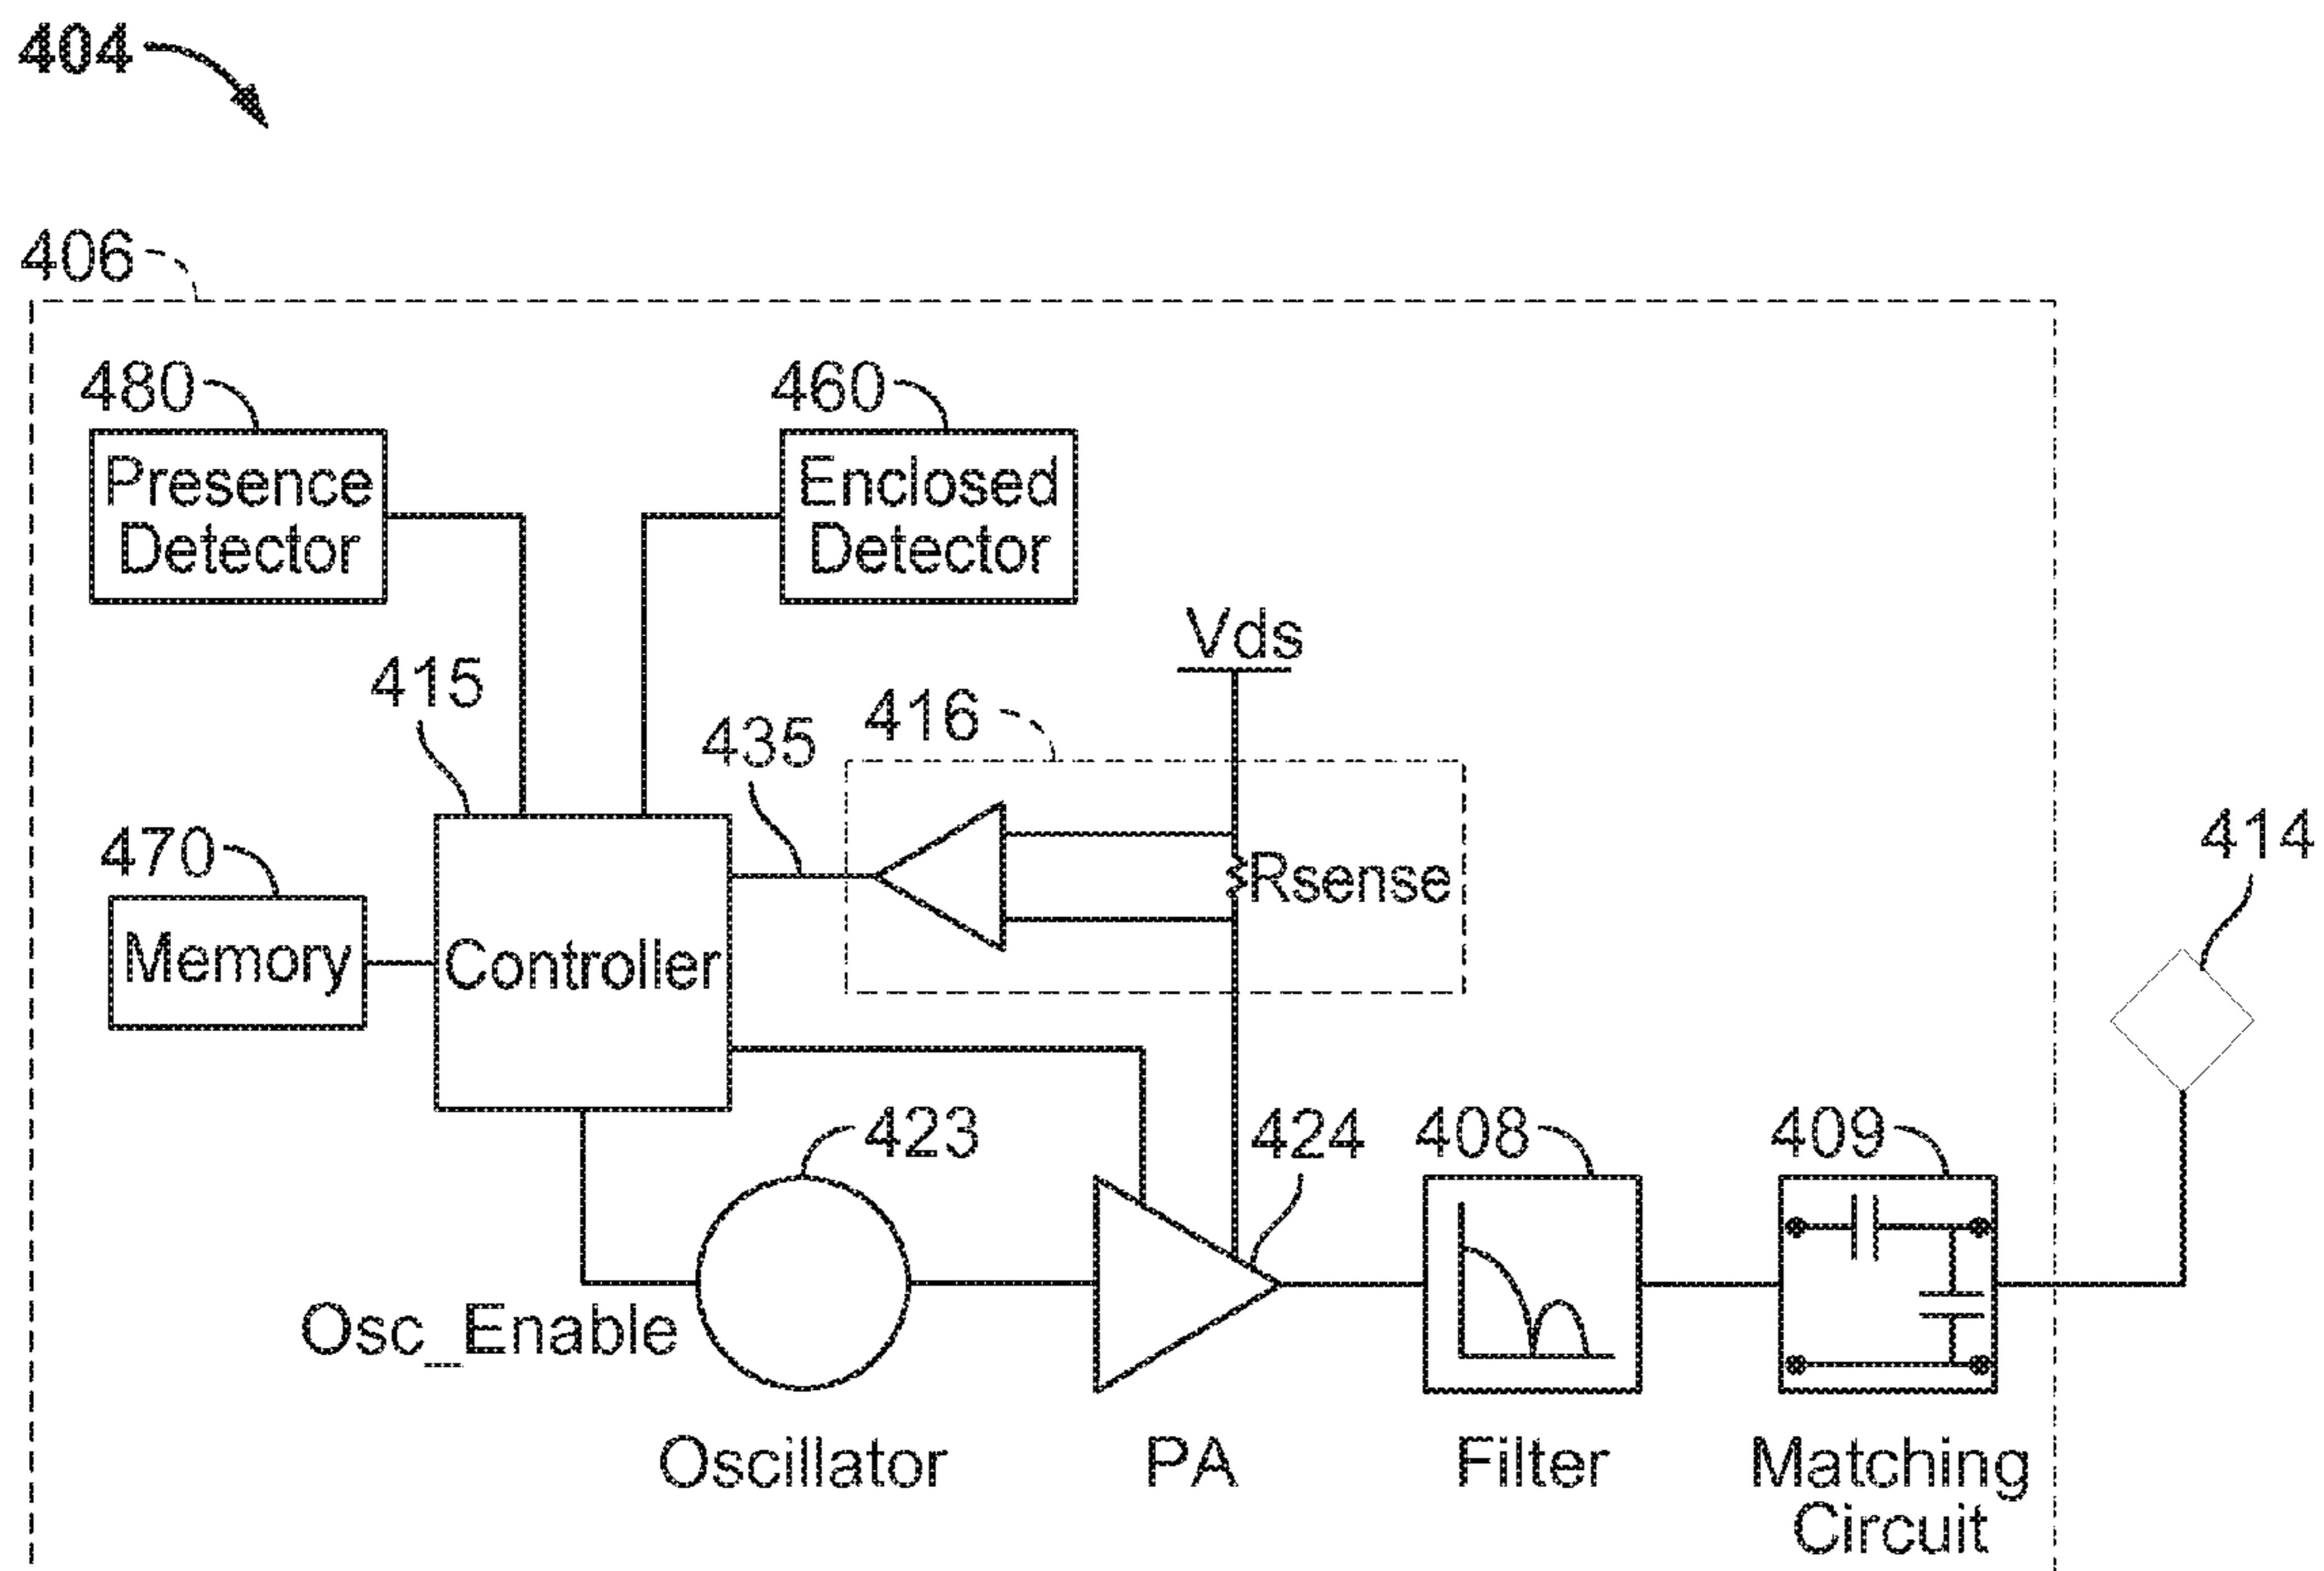 404
406
480
460
Presence
Detector
Enclosed
Detector
Vds
415
416
435
414
470
Rsense
Memory
Controller
423
424
408
409
Osc_Enable
Oscillator
PA
Filter
Matching
Circuit